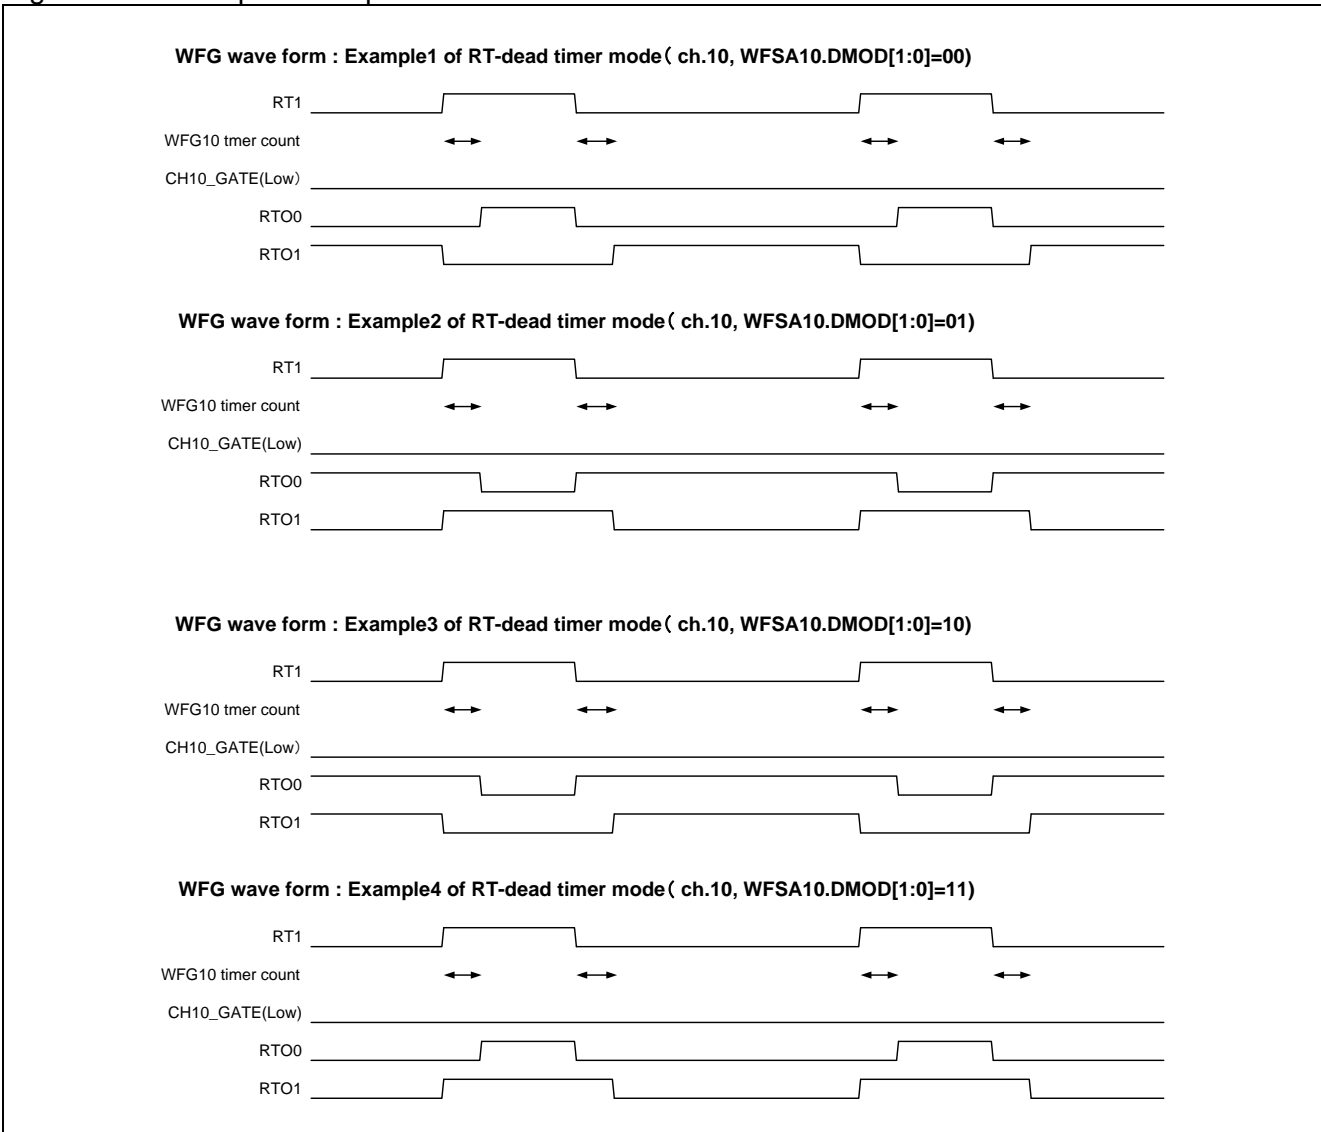 WFG wave form : Example1 of RT-dead timer mode( ch.10, WFSA10.DMOD[1:0]=00)
RT1
WFG10 tmer count
CH10_GATE(Low)
RTO0
RTO1
WFG wave form : Example2 of RT-dead timer mode( ch.10, WFSA10.DMOD[1:0]=01)
RT1
WFG10 timer count
CH10_GATE(Low)
RTO0
RTO1
WFG wave form : Example3 of RT-dead timer mode( ch.10, WFSA10.DMOD[1:0]=10)
RT1
WFG10 tmer count
CH10_GATE(Low)
RTO0
RTO1
WFG wave form : Example4 of RT-dead timer mode( ch.10, WFSA10.DMOD[1:0]=11)
RT1
WFG10 timer count
CH10_GATE(Low)
RTO0
RTO1